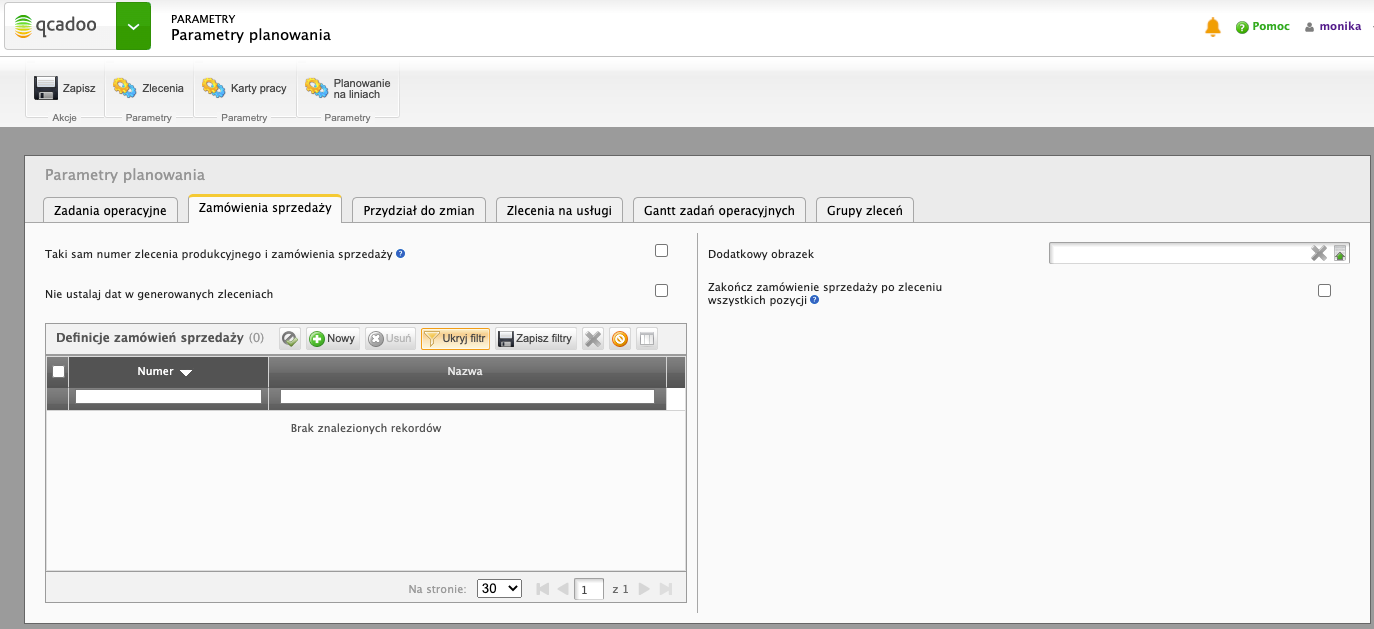 qcadoo
PARAMETRY
Parametry planowania
Pomoc
monika
Zapisz
Zlecenia
Karty pracy
Planowanie
na liniach
Akcje
Parametry
Parametry
Parametry
Parametry planowania
Zadania operacyjne
Zamówienia sprzedaży
Przydział do zmian
Zlecenia na usługi
Gantt zadań operacyjnych
Grupy zleceń
Taki sam numer zlecenia produkcyjnego i zamówienia sprzedaży
Nie ustalaj dat w generowanych zleceniach
Definicje zamówień sprzedaży (0)
Nowy
Usuń
Ukryj filtr
Zapisz filtry
Numer
Nazwa
Brak znalezionych rekordów
Na stronie: 30 1 z 1
Dodatkowy obrazek
Zakończ zamówienie sprzedaży po zleceniu
wszystkich pozycji